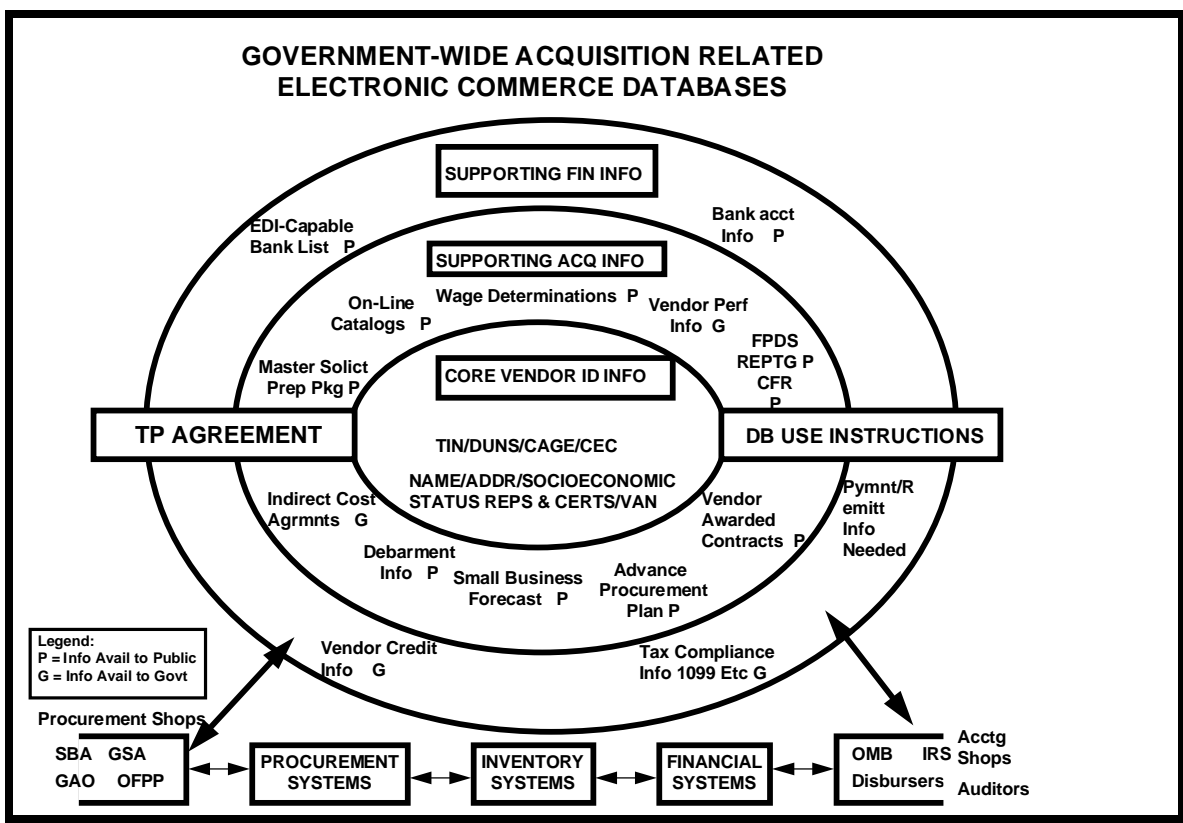 GOVERNMENT-WIDE ACQUISITION RELATED
ELECTRONIC COMMERCE DATABASES
SUPPORTING FIN INFO
EDI-Capable
Bank List P
Bank acct
Info P
SUPPORTING ACQ INFO
Wage Determinations P
On-Line
Catalogs P
Vendor Perf
Info G
FPDS
REPTG P
CFR
P
Master Solict
Prep Pkg P
CORE VENDOR ID INFO
TP AGREEMENT
DB USE INSTRUCTIONS
TIN/DUNS/CAGE/CEC
NAME/ADDR/SOCIOECONOMIC
STATUS REPS & CERTS/VAN
Indirect Cost
Agrmnts G
Vendor
Awarded
Contracts P
Pymnt/R
emitt
Info
Needed
Debarment
Info P
Small Business
Forecast P
Advance
Procurement
Plan P
Legend:
P = Info Avail to Public
G = Info Avail to Govt
Vendor Credit
Info G
Tax Compliance
Info 1099 Etc G
Procurement Shops
SBA GSA
GAO OFPP
PROCUREMENT
SYSTEMS
INVENTORY
SYSTEMS
FINANCIAL
SYSTEMS
OMB IRS
Disbursers
Acctg
Shops
Auditors